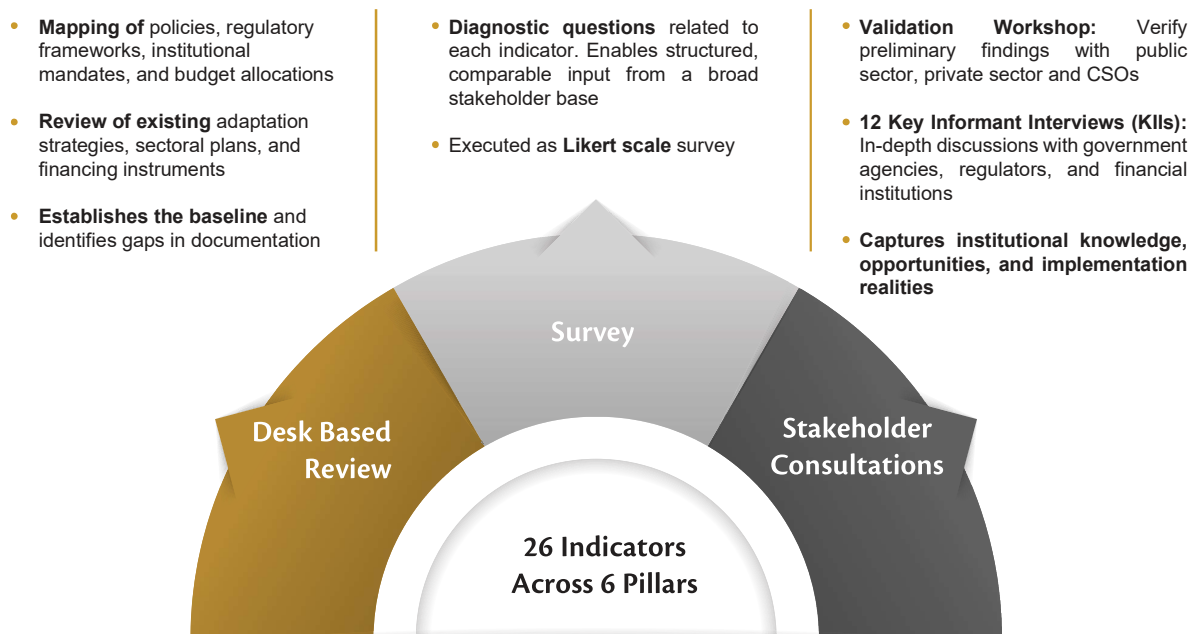 • Mapping of policies, regulatory
frameworks, institutional
mandates, and budget allocations
• Review of existing adaptation
strategies, sectoral plans, and
financing instruments
• Establishes the baseline and
identifies gaps in documentation
• Diagnostic questions related to
each indicator. Enables structured,
comparable input from a broad
stakeholder base
• Executed as Likert scale survey
• Validation Workshop: Verify
preliminary findings with public
sector, private sector and CSOs
• 12 Key Informant Interviews (KIIs):
In-depth discussions with government
agencies, regulators, and financial
institutions
• Captures institutional knowledge,
opportunities, and implementation
realities
Desk Based
Review
Survey
Stakeholder
Consultations
26 Indicators
Across 6 Pillars